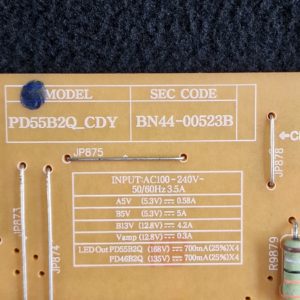 MODEL SEC CODE
PD55B2Q_CDY BN44-00523B
JP875
INPUT:AC100-240V~
50/60Hz 3.5A
A5V (5.3V) ⎓ 0.58A
B5V (5.3V) ⎓ 5A
B13V (12.8V) ⎓ 4.2A
Vamp (12.8V) ⎓ 0.3A
LED Out PD55B2Q (168V) ⎓ 700mA(25%)X4
PD46B2Q (135V) ⎓ 700mA(25%)X4
JP873
JP874
JP878
R9879